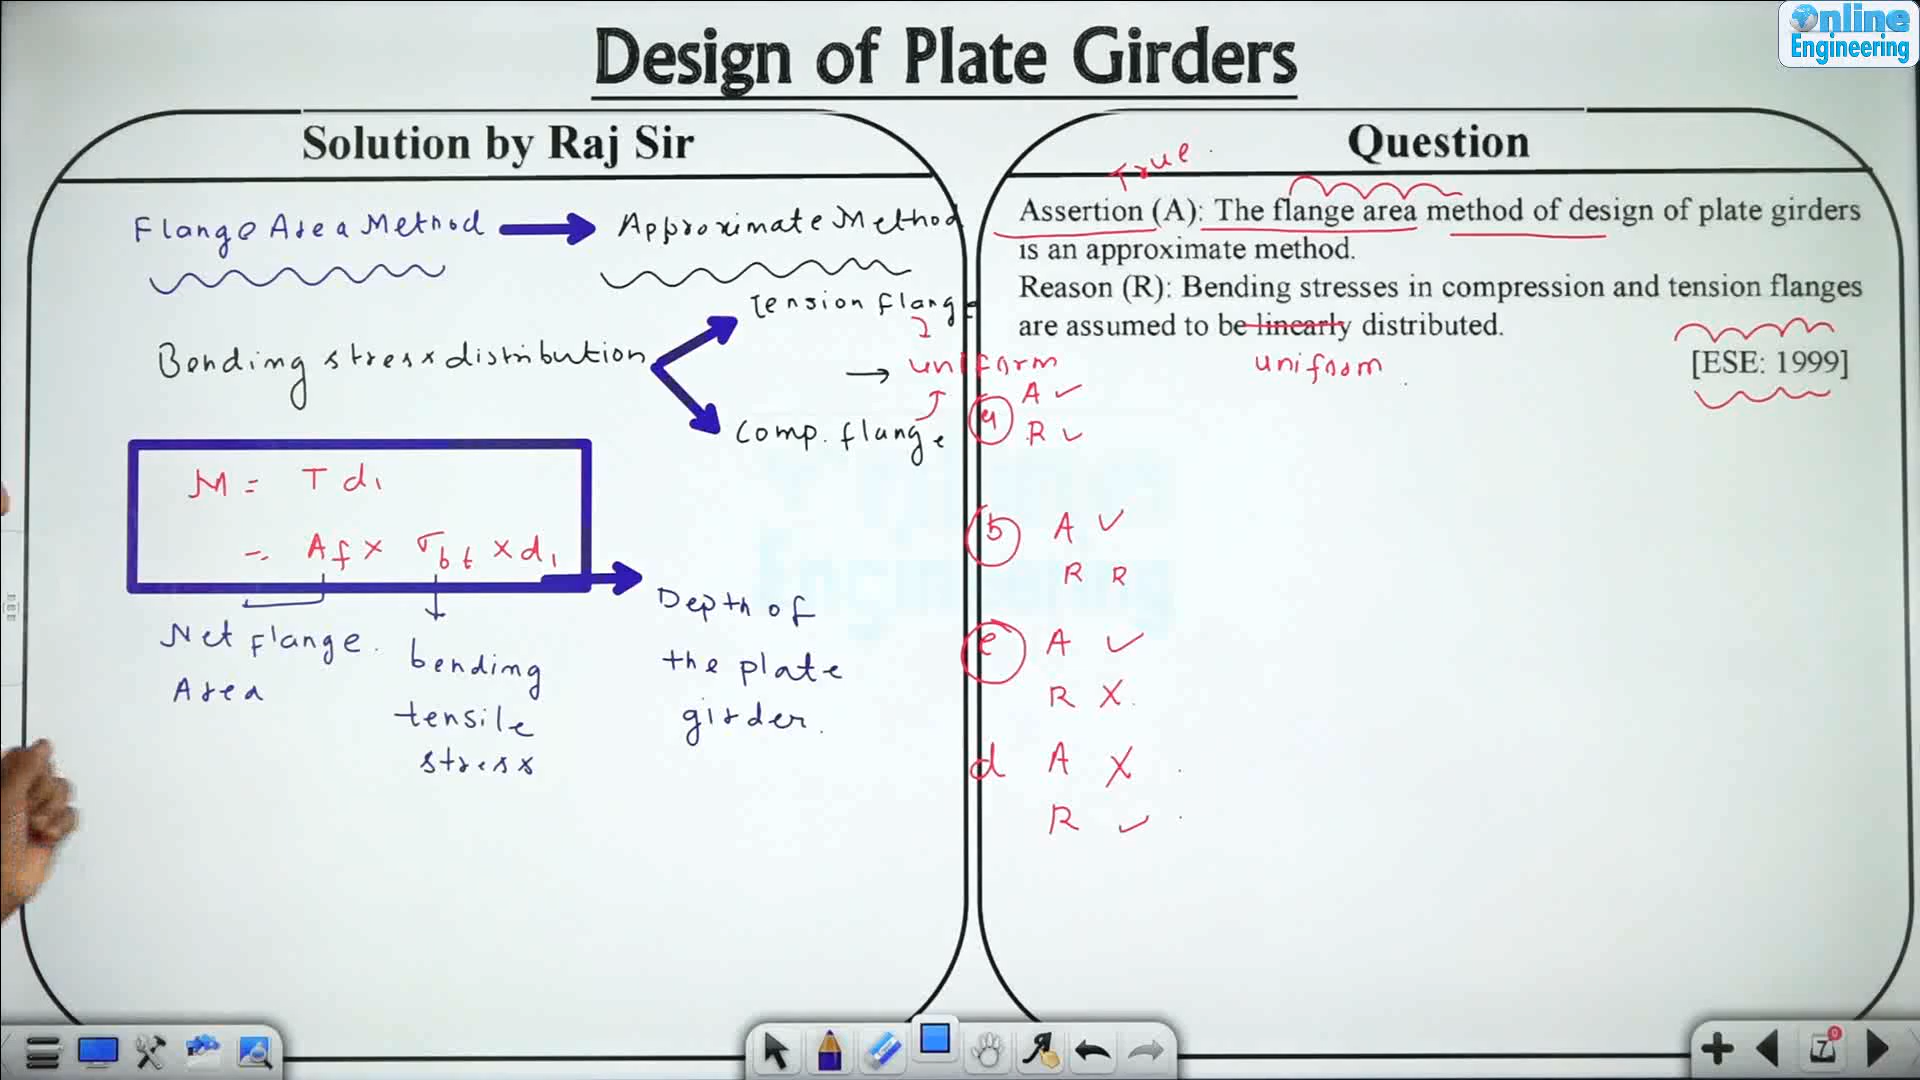 Online
Engineering
Design of Plate Girders
Solution by Raj Sir
Flange Area Method → Approximate Method
Tension flange
Bending stress distribution
→ uniform
Comp. flange
M = T d₁
= Af × σbt × d₁
Net flange Area
bending tensile stress
Depth of the plate girder.
Question
True
Assertion (A): The flange area method of design of plate girders
is an approximate method.
Reason (R): Bending stresses in compression and tension flanges
are assumed to be linearly distributed.
uniform
[ESE: 1999]
a A ✓
R ✓
b A ✓
R R
c A ✓
R X
d A X
R ✓
7
0